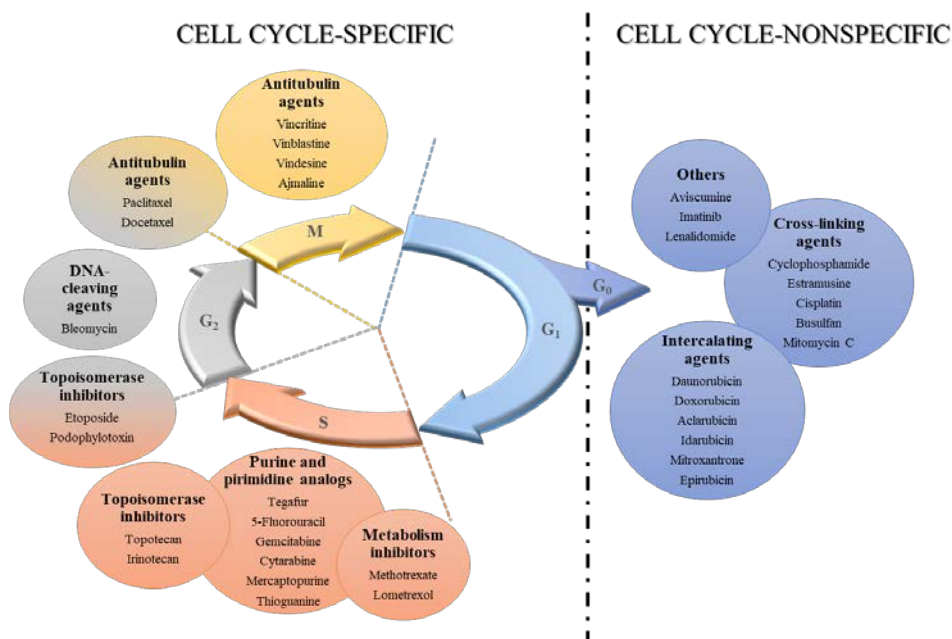 CELL CYCLE-SPECIFIC
CELL CYCLE-NONSPECIFIC
Antitubulin
agents
Vincritine
Vinblastine
Vindesine
Ajmaline
Antitubulin
agents
Paclitaxel
Docetaxel
DNA-
cleaving
agents
Bleomycin
Topoisomerase
inhibitors
Etoposide
Podophylotoxin
Topoisomerase
inhibitors
Topotecan
Irinotecan
Purine and
pirimidine analogs
Tegafur
5-Fluorouracil
Gemcitabine
Cytarabine
Mercaptopurine
Thioguanine
Metabolism
inhibitors
Methotrexate
Lometrexol
M
G₂
S
G₁
G₀
Others
Aviscumine
Imatinib
Lenalidomide
Cross-linking
agents
Cyclophosphamide
Estramusine
Cisplatin
Busulfan
Mitomycin C
Intercalating
agents
Daunorubicin
Doxorubicin
Aclarubicin
Idarubicin
Mitroxantrone
Epirubicin